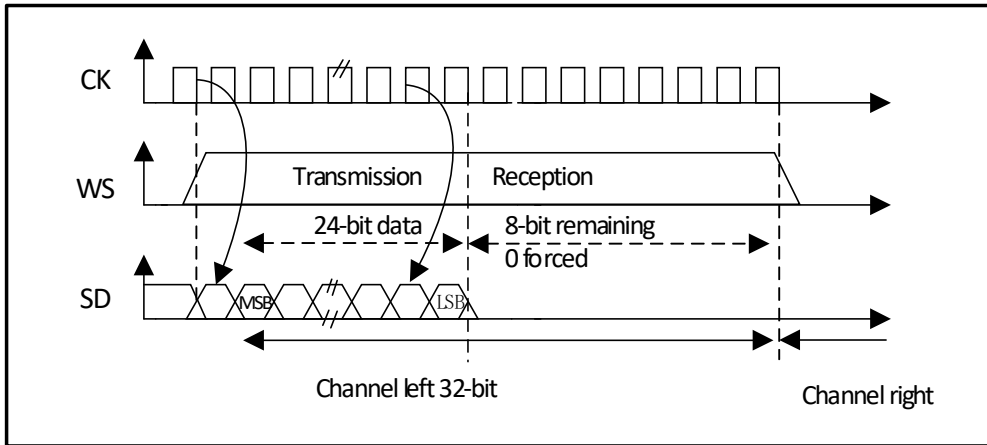 CK
WS
Transmission Reception
24-bit data
8-bit remaining
0 forced
SD
MSB
LSB
Channel left 32-bit
Channel right